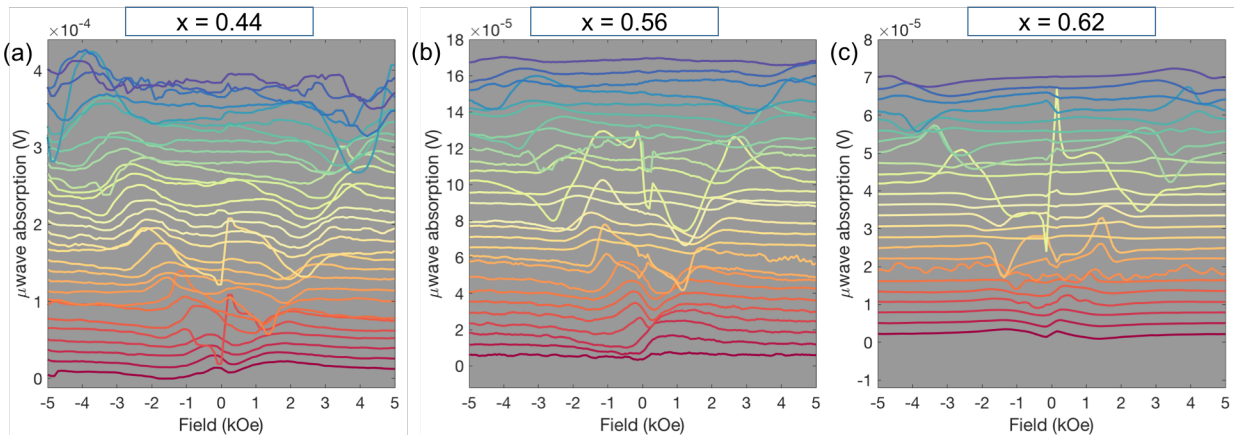 x = 0.44
x = 0.56
x = 0.62
(a)
×10⁻⁴
4
3
2
1
0
μwave absorption (V)
-5 -4 -3 -2 -1 0 1 2 3 4 5
Field (kOe)
(b)
18 ×10⁻⁵
16
14
12
10
8
6
4
2
0
μwave absorption (V)
-5 -4 -3 -2 -1 0 1 2 3 4 5
Field (kOe)
(c)
8 ×10⁻⁵
7
6
5
4
3
2
1
0
-1
μwave absorption (V)
-5 -4 -3 -2 -1 0 1 2 3 4 5
Field (kOe)